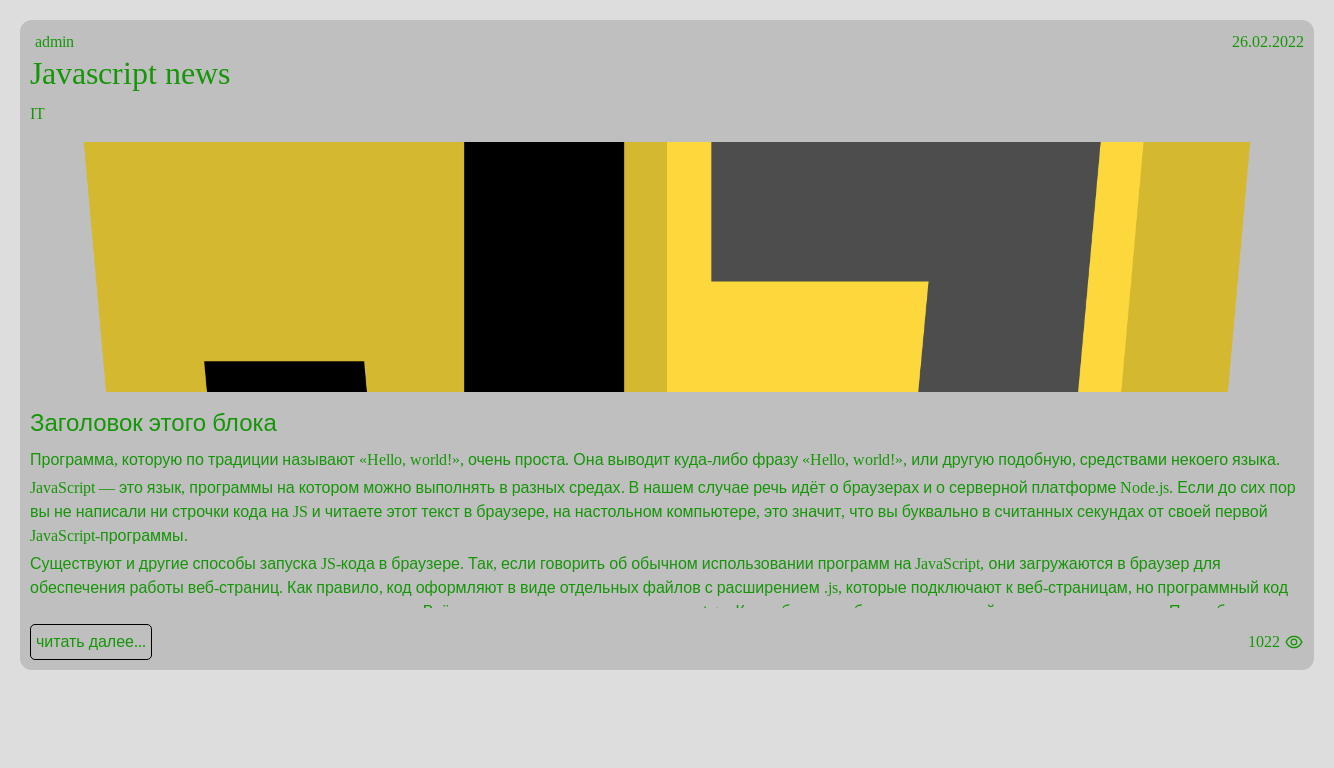 admin
26.02.2022
Javascript news
IT
Заголовок этого блока
Программа, которую по традиции называют «Hello, world!», очень проста. Она выводит куда-либо фразу «Hello, world!», или другую подобную, средствами некоего языка.
JavaScript — это язык, программы на котором можно выполнять в разных средах. В нашем случае речь идёт о браузерах и о серверной платформе Node.js. Если до сих пор
вы не написали ни строчки кода на JS и читаете этот текст в браузере, на настольном компьютере, это значит, что вы буквально в считанных секундах от своей первой
JavaScript-программы.
Существуют и другие способы запуска JS-кода в браузере. Так, если говорить об обычном использовании программ на JavaScript, они загружаются в браузер для
обеспечения работы веб-страниц. Как правило, код оформляют в виде отдельных файлов с расширением .js, которые подключают к веб-страницам, но программный код
читать далее...
1022